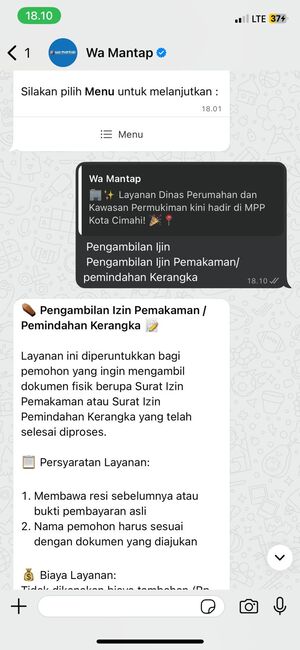 18.10
LTE 37
1
Wa Mantap
Silakan pilih Menu untuk melanjutkan :
18.01
Menu
Wa Mantap
🏢✨ Layanan Dinas Perumahan dan
Kawasan Permukiman kini hadir di MPP
Kota Cimahi! 🎉📍
Pengambilan Ijin
Pengambilan Ijin Pemakaman/
pemindahan Kerangka
18.10
⚰️ Pengambilan Izin Pemakaman /
Pemindahan Kerangka 📝
Layanan ini diperuntukkan bagi
pemohon yang ingin mengambil
dokumen fisik berupa Surat Izin
Pemakaman atau Surat Izin
Pemindahan Kerangka yang telah
selesai diproses.
📋 Persyaratan Layanan:
1. Membawa resi sebelumnya atau
bukti pembayaran asli
2. Nama pemohon harus sesuai
dengan dokumen yang diajukan
💰 Biaya Layanan:
Tidak dikenakan biaya tambahan (Rp